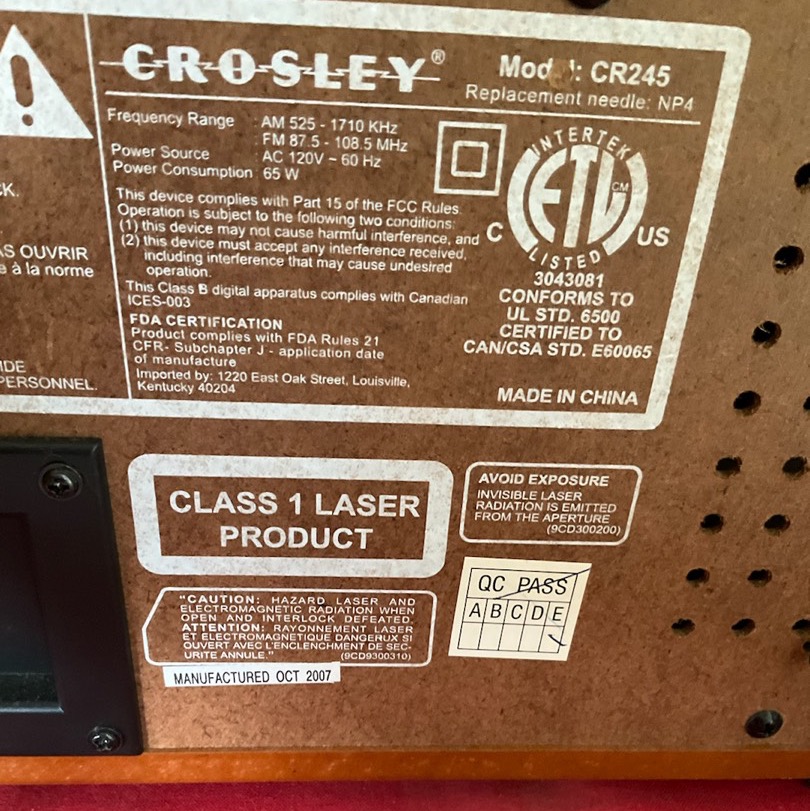 CROSLEY®
Model: CR245
Replacement needle: NP4
Frequency Range : AM 525 - 1710 KHz
: FM 87.5 - 108.5 MHz
Power Source : AC 120V ~ 60 Hz
Power Consumption : 65 W
This device complies with Part 15 of the FCC Rules.
Operation is subject to the following two conditions:
(1) this device may not cause harmful interference, and
(2) this device must accept any interference received,
including interference that may cause undesired
operation.
This Class B digital apparatus complies with Canadian
ICES-003
FDA CERTIFICATION
Product complies with FDA Rules 21
CFR- Subchapter J - application date
of manufacture
Imported by: 1220 East Oak Street, Louisville,
Kentucky 40204
INTERTEK
ETL CM
C US
LISTED
3043081
CONFORMS TO
UL STD. 6500
CERTIFIED TO
CAN/CSA STD. E60065
MADE IN CHINA
CK.
AS OUVRIR
e à la norme
IDE
PERSONNEL.
CLASS 1 LASER
PRODUCT
AVOID EXPOSURE
INVISIBLE LASER
RADIATION IS EMITTED
FROM THE APERTURE
(9CD300200)
"CAUTION: HAZARD LASER AND
ELECTROMAGNETIC RADIATION WHEN
OPEN AND INTERLOCK DEFEATED.
ATTENTION: RAYONNEMENT LASER
ET ELECTROMAGNETIQUE DANGERUX SI
OUVERT AVEC L'ENCLENCHMENT DE SEC-
URITE ANNULE."
(9CD9300310)
QC PASS
A B C D E
MANUFACTURED OCT 2007